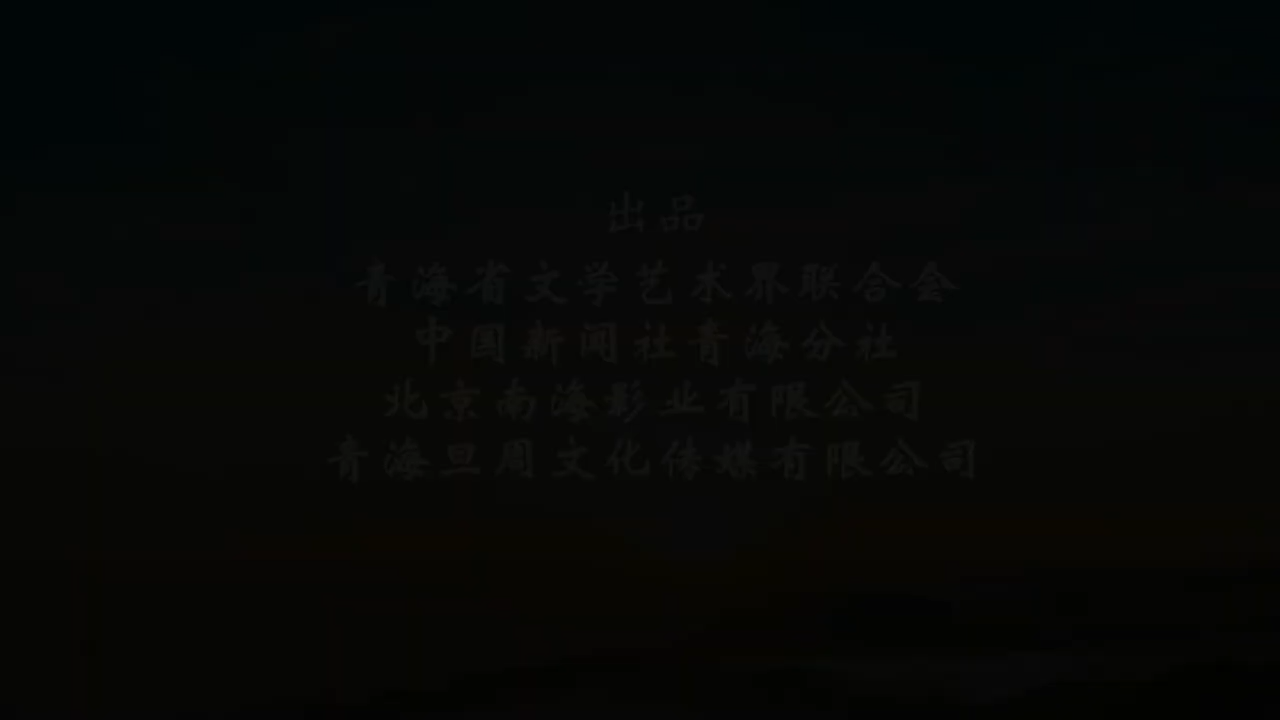 出品
青海省文学艺术界联合会
中国新闻社青海分社
北京南海影业有限公司
青海旦周文化传媒有限公司